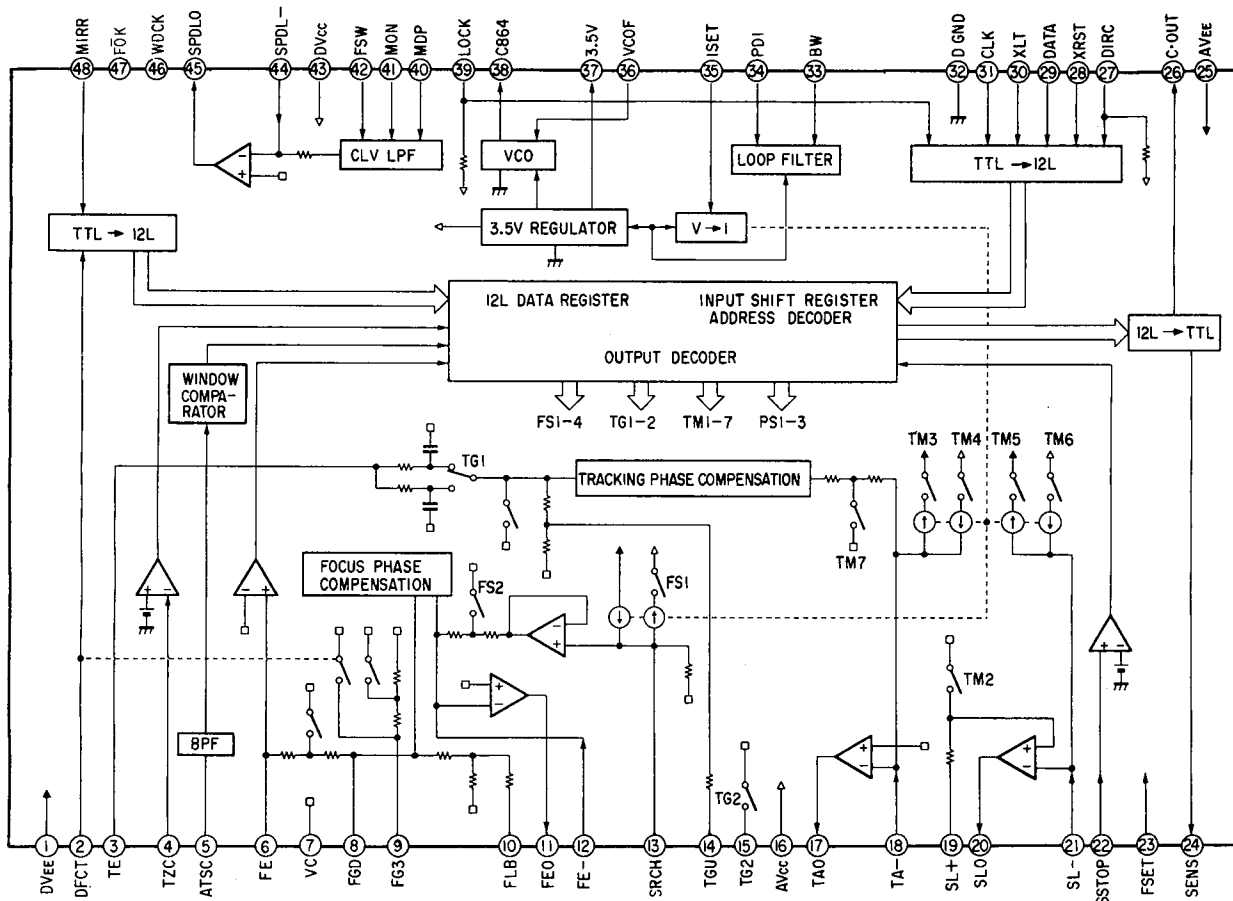 MIRR
F̄ŌK̄
WDCK
SPDLO
SPDL-
DVcc
FSW
MON
MDP
LOCK
C864
3.5V
VCOF
ISET
PDI
BW
D GND
CLK
XLT
DATA
XRST
DIRC
C·OUT
AVEE
48
47
46
45
44
43
42
41
40
39
38
37
36
35
34
33
32
31
30
29
28
27
26
25
-
+
CLV LPF
VCO
LOOP FILTER
TTL → 12L
TTL → 12L
3.5V REGULATOR
V → I
12L DATA REGISTER
INPUT SHIFT REGISTER
ADDRESS DECODER
OUTPUT DECODER
12L → TTL
WINDOW
COMPA-
RATOR
FS1-4
TG1-2
TM1-7
PS1-3
TG1
TRACKING PHASE COMPENSATION
TM3
TM4
TM5
TM6
TM7
FOCUS PHASE
COMPENSATION
FS2
FS1
+ -
- +
-
+
+ -
TM2
+
-
+
-
+
-
BPF
TG2
1
2
3
4
5
6
7
8
9
10
11
12
13
14
15
16
17
18
19
20
21
22
23
24
DVEE
DFCT
TE
TZC
ATSC
FE
VC
FGD
FG3
FLB
FEO
FE-
SRCH
TGU
TG2
AVcc
TAO
TA-
SL+
SLO
SL-
SSTOP
FSET
SENS